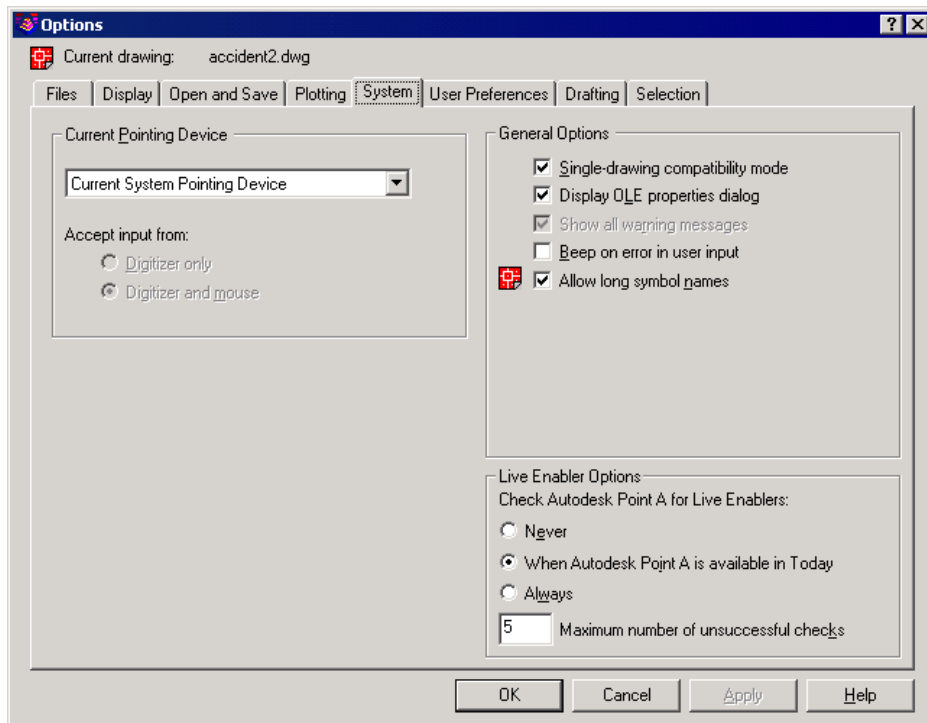 Options
Current drawing: accident2.dwg
Files Display Open and Save Plotting System User Preferences Drafting Selection
Current Pointing Device
Current System Pointing Device
Accept input from:
Digitizer only
Digitizer and mouse
General Options
Single-drawing compatibility mode
Display OLE properties dialog
Show all warning messages
Beep on error in user input
Allow long symbol names
Live Enabler Options
Check Autodesk Point A for Live Enablers:
Never
When Autodesk Point A is available in Today
Always
5 Maximum number of unsuccessful checks
OK Cancel Apply Help